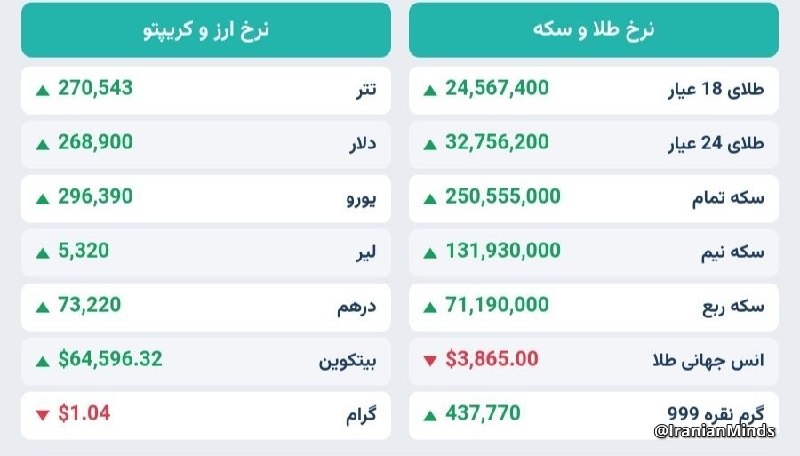 نرخ طلا و سکه
طلای 18 عیار 24,567,400 ▲
طلای 24 عیار 32,756,200 ▲
سکه تمام 250,555,000 ▲
سکه نیم 131,930,000 ▲
سکه ربع 71,190,000 ▲
انس جهانی طلا $3,865.00 ▼
گرم نقره 999 437,770 ▲
نرخ ارز و کریپتو
تتر 270,543 ▲
دلار 268,900 ▲
یورو 296,390 ▲
لیر 5,320 ▲
درهم 73,220 ▲
بیتکوین $64,596.32 ▲
گرام $1.04 ▼
@IranianMinds